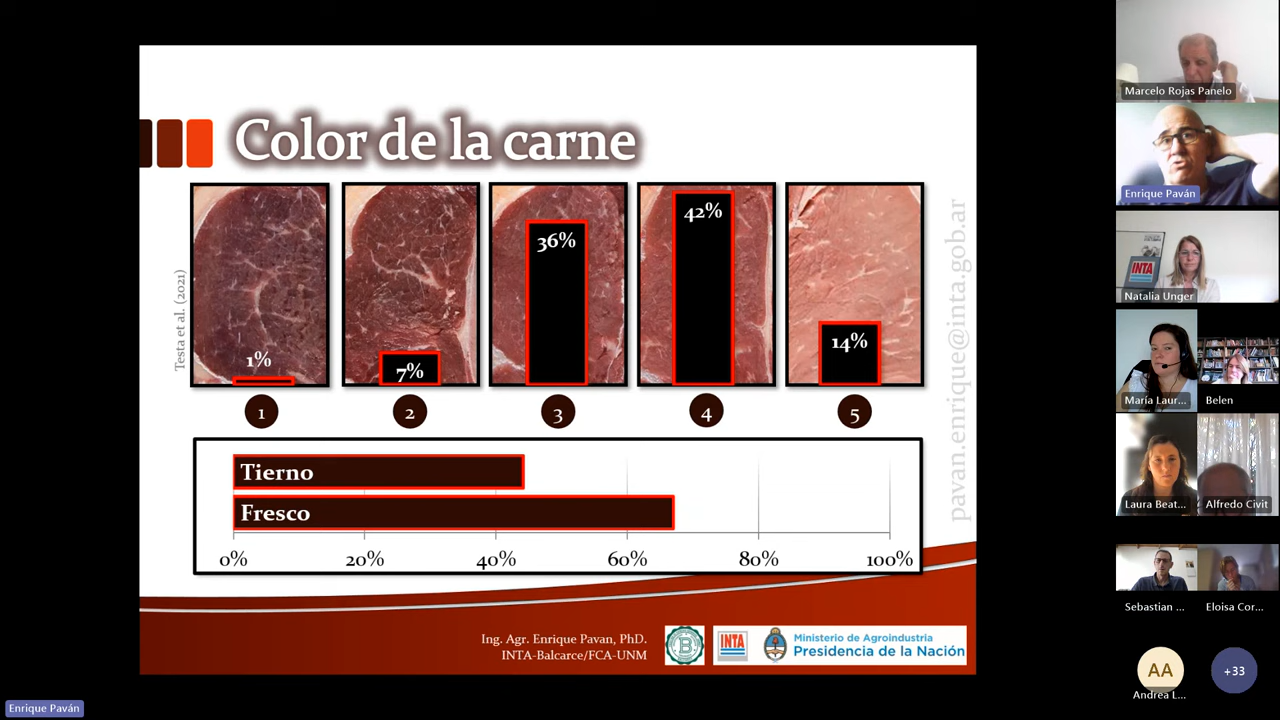 Color de la carne
Testa et al. (2021)
1%
7%
36%
42%
14%
1
2
3
4
5
Tierno
Fresco
0%
20%
40%
60%
80%
100%
pavan.enrique@inta.gob.ar
Ing. Agr. Enrique Pavan, PhD.
INTA-Balcarce/FCA-UNM
B
INTA
Ministerio de Agroindustria
Presidencia de la Nación
Marcelo Rojas Panelo
Enrique Paván
INTA
Natalia Unger
María Laur...
Belen
Laura Beat...
Alfredo Civit
Sebastian ...
Eloisa Cor...
AA
Andrea L...
+33
Enrique Paván